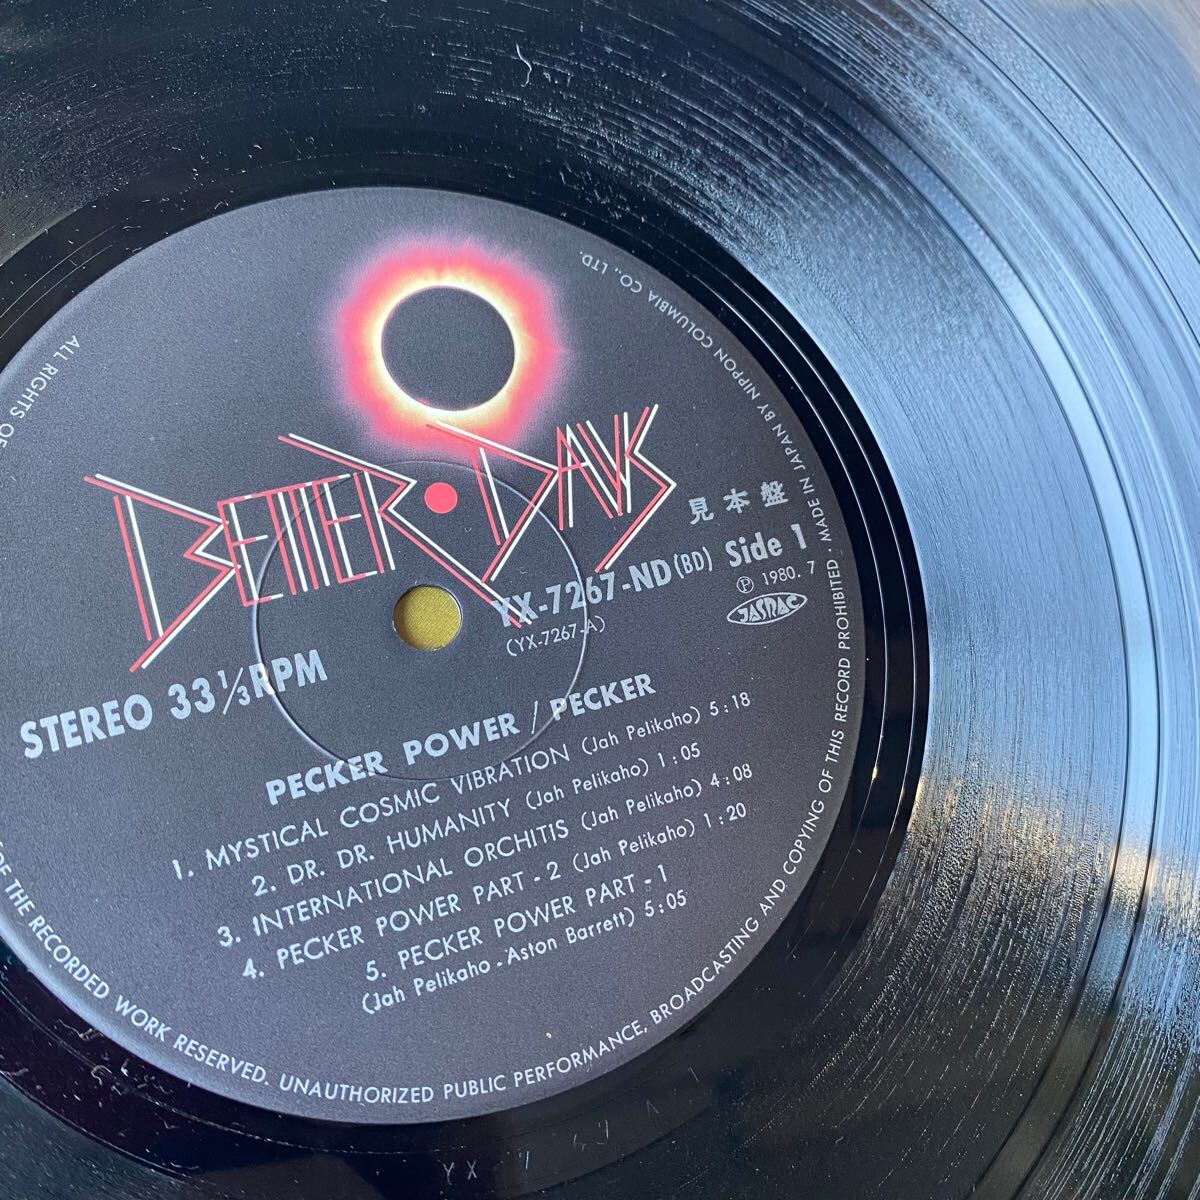 BETTER • DAYS
見本盤
STEREO 33⅓RPM
YX-7267-ND(BD) Side 1
(YX-7267-A)
Ⓟ 1980. 7
JASRAC
PECKER POWER / PECKER
1. MYSTICAL COSMIC VIBRATION (Jah Pelikaho) 5:18
2. DR. DR. HUMANITY (Jah Pelikaho) 1:05
3. INTERNATIONAL ORCHITIS (Jah Pelikaho) 4:08
4. PECKER POWER PART-2 (Jah Pelikaho) 1:20
5. PECKER POWER PART-1
(Jah Pelikaho-Aston Barrett) 5:05
ALL RIGHTS OF
OF THE RECORDED WORK RESERVED. UNAUTHORIZED PUBLIC PERFORMANCE, BROADCASTING AND COPYING OF THIS RECORD PROHIBITED · MADE IN JAPAN BY NIPPON COLUMBIA CO., LTD.
YX 7